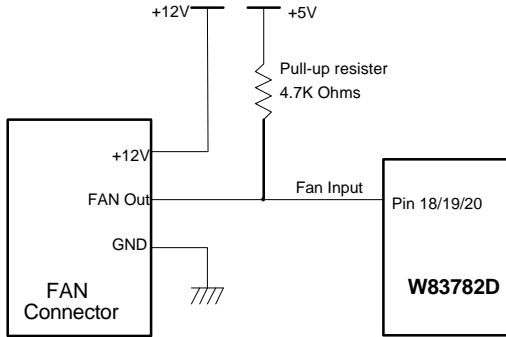 +12V
+5V
Pull-up resister
4.7K Ohms
+12V
FAN Out
Fan Input
Pin 18/19/20
GND
W83782D
FAN
Connector